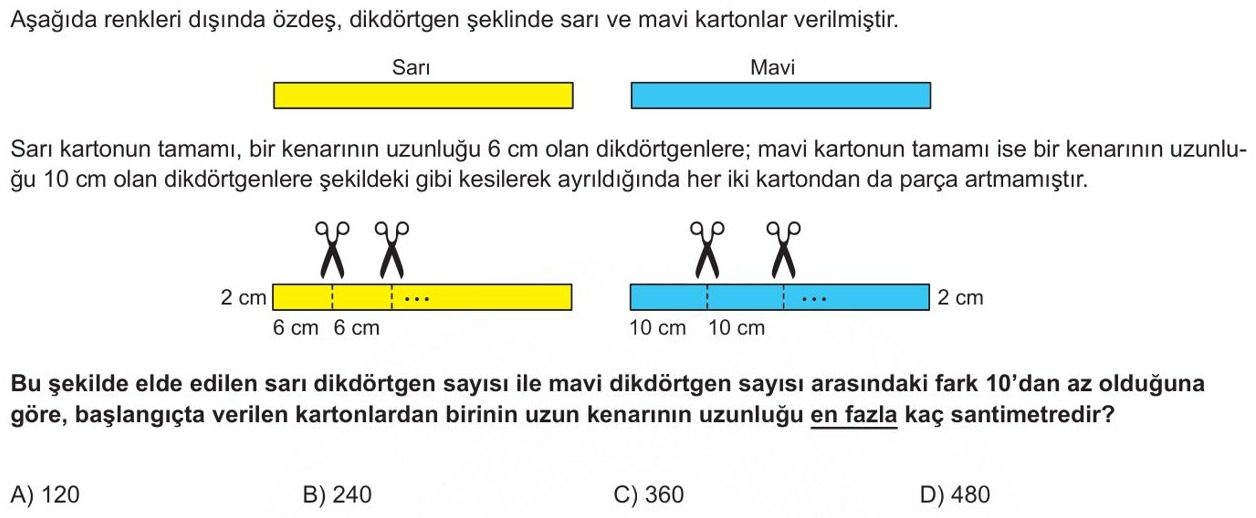 Aşağıda renkleri dışında özdeş, dikdörtgen şeklinde sarı ve mavi kartonlar verilmiştir.
Sarı
Mavi
Sarı kartonun tamamı, bir kenarının uzunluğu 6 cm olan dikdörtgenlere; mavi kartonun tamamı ise bir kenarının uzunlu-
ğu 10 cm olan dikdörtgenlere şekildeki gibi kesilerek ayrıldığında her iki kartondan da parça artmamıştır.
2 cm ... ... 2 cm
6 cm 6 cm 10 cm 10 cm
Bu şekilde elde edilen sarı dikdörtgen sayısı ile mavi dikdörtgen sayısı arasındaki fark 10’dan az olduğuna
göre, başlangıçta verilen kartonlardan birinin uzun kenarının uzunluğu en fazla kaç santimetredir?
A) 120 B) 240 C) 360 D) 480